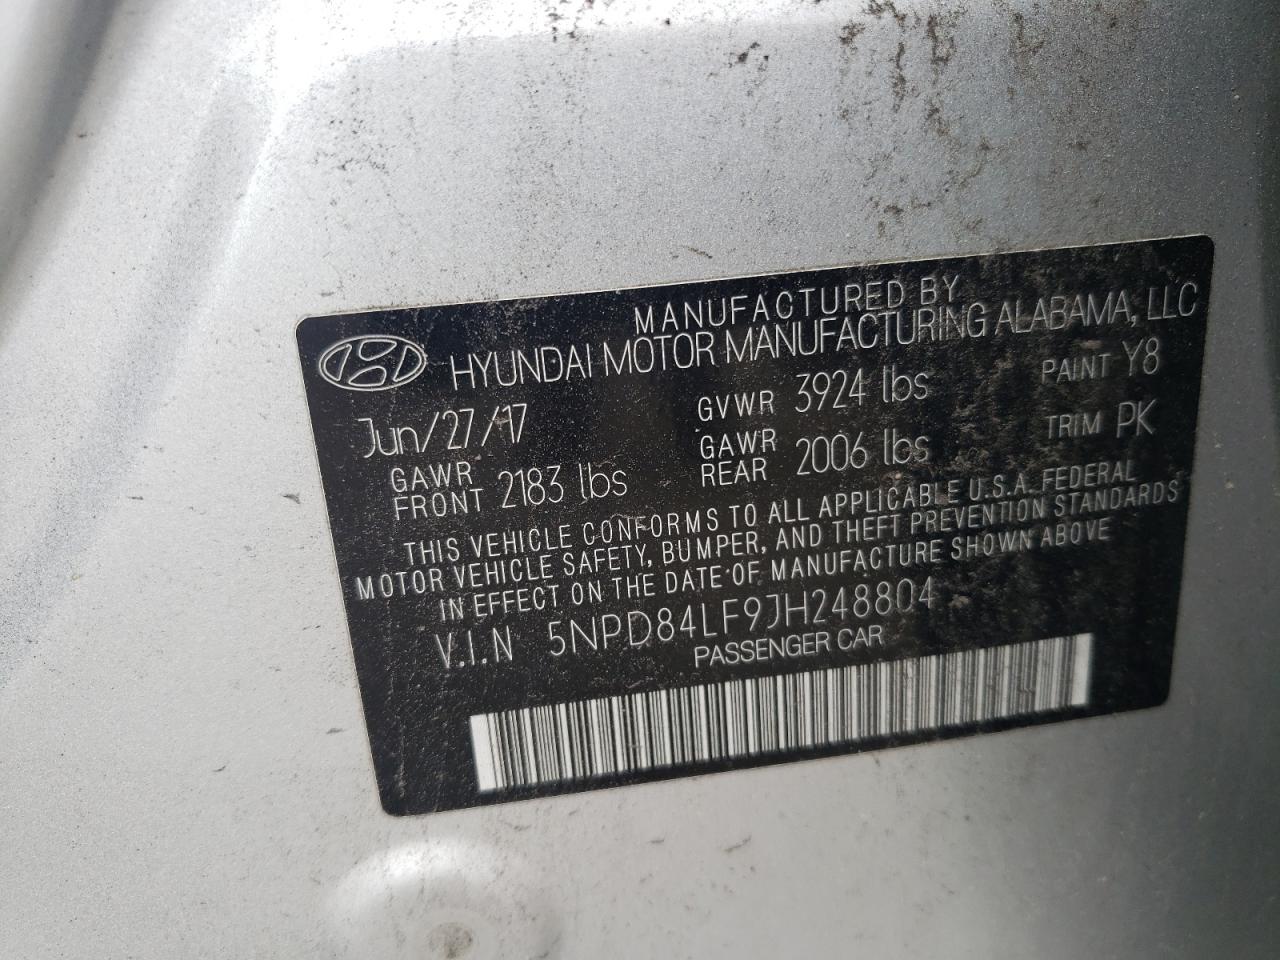 MANUFACTURED BY
HYUNDAI MOTOR MANUFACTURING ALABAMA, LLC
Jun/27/17 GVWR 3924 lbs PAINT Y8
GAWR FRONT 2183 lbs GAWR REAR 2006 lbs TRIM PK
THIS VEHICLE CONFORMS TO ALL APPLICABLE U.S.A. FEDERAL
MOTOR VEHICLE SAFETY, BUMPER, AND THEFT PREVENTION STANDARDS
IN EFFECT ON THE DATE OF MANUFACTURE SHOWN ABOVE
V.I.N 5NPD84LF9JH248804
PASSENGER CAR